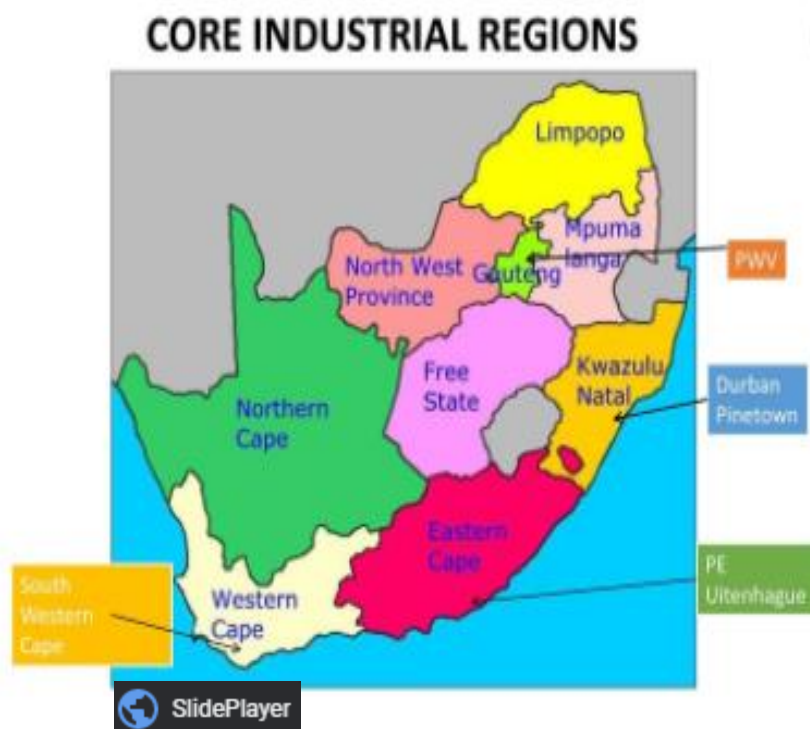 CORE INDUSTRIAL REGIONS
Limpopo
Mpuma
langa
North West
Province
Gauteng
PWV
Free
State
Kwazulu
Natal
Durban
Pinetown
Northern
Cape
Eastern
Cape
PE
Uitenhague
South
Western
Cape
Western
Cape
SlidePlayer